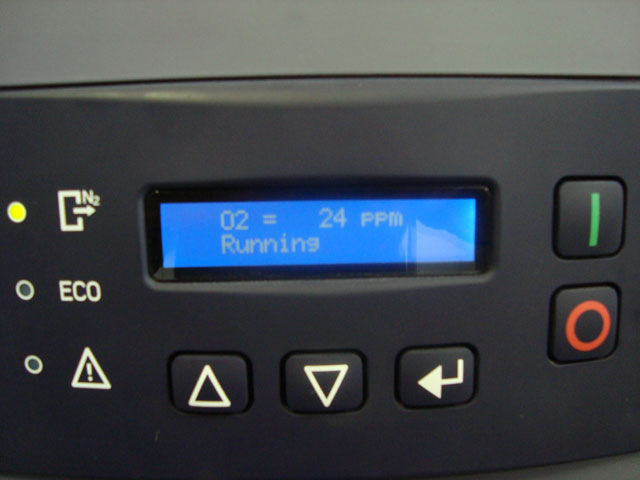 N2
O2 = 24 ppm
Running
ECO